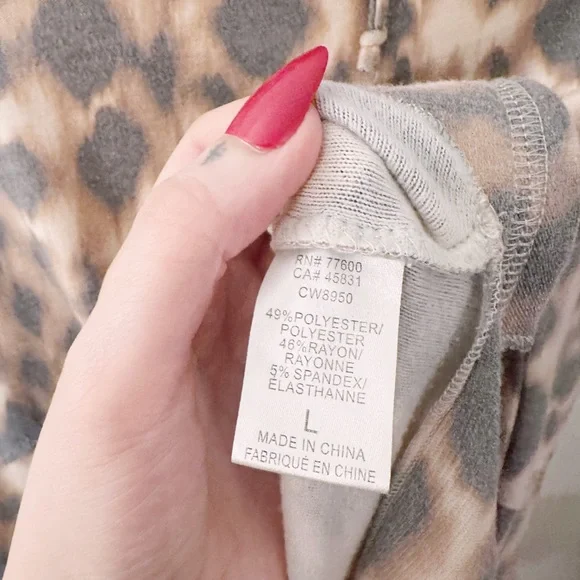 RN# 77600
CA# 45831
CW8950
49%POLYESTER/
POLYESTER
46%RAYON/
RAYONNE
5% SPANDEX/
ÉLASTHANNE
L
MADE IN CHINA
FABRIQUÉ EN CHINE